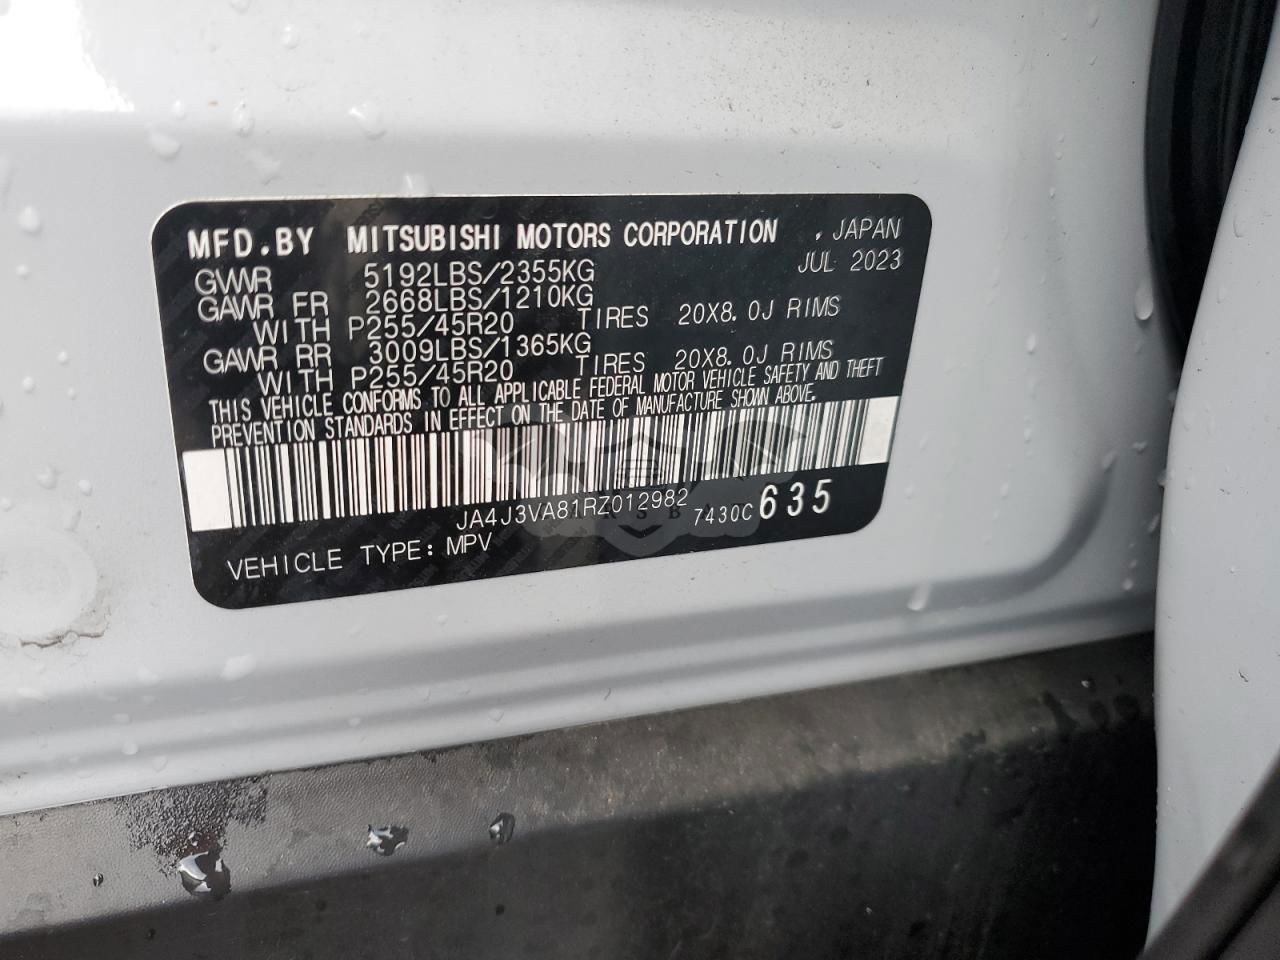 MFD.BY MITSUBISHI MOTORS CORPORATION , JAPAN
JUL 2023
GVWR 5192LBS/2355KG
GAWR FR 2668LBS/1210KG
WITH P255/45R20 TIRES 20X8.0J RIMS
GAWR RR 3009LBS/1365KG
WITH P255/45R20 TIRES 20X8.0J RIMS
THIS VEHICLE CONFORMS TO ALL APPLICABLE FEDERAL MOTOR VEHICLE SAFETY AND THEFT
PREVENTION STANDARDS IN EFFECT ON THE DATE OF MANUFACTURE SHOWN ABOVE.
JA4J3VA81RZ012982 7430C 635
VEHICLE TYPE: MPV